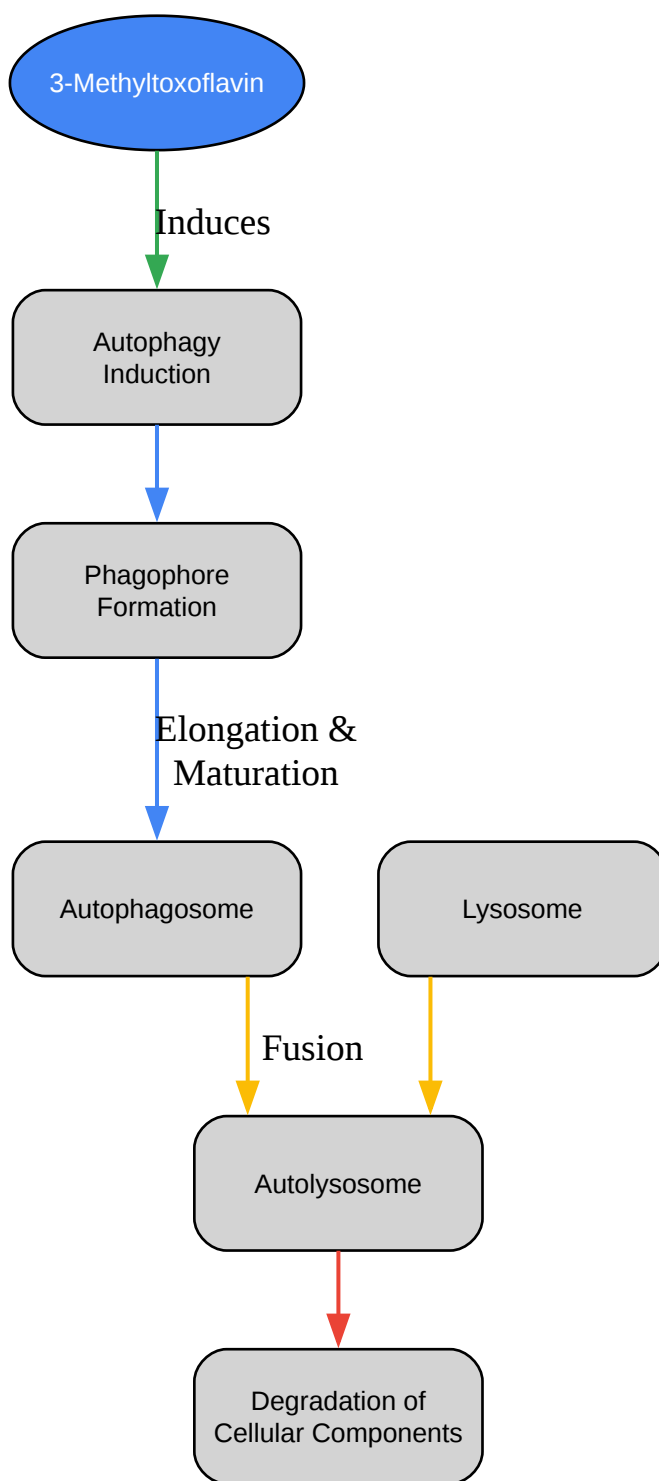 3-Methyltoxoflavin
Induces
Autophagy
Induction
Phagophore
Formation
Elongation &
Maturation
Autophagosome
Lysosome
Fusion
Autolysosome
Degradation of
Cellular Components